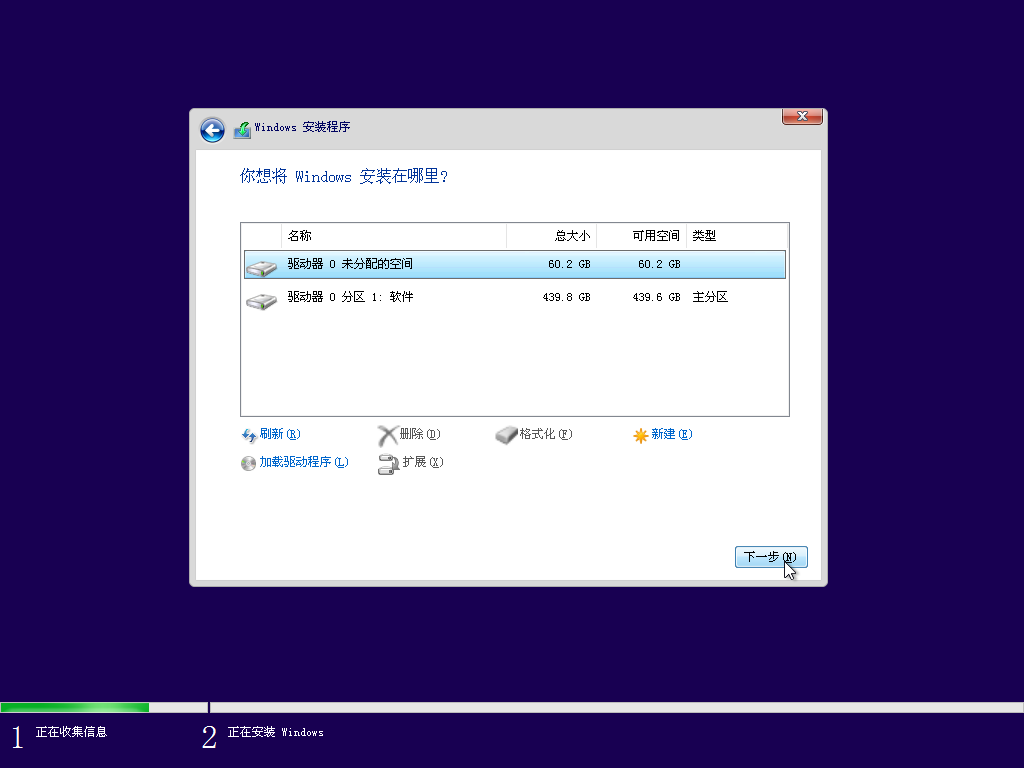 Windows 安装程序
你想将 Windows 安装在哪里?
名称 总大小 可用空间 类型
驱动器 0 未分配的空间 60.2 GB 60.2 GB
驱动器 0 分区 1: 软件 439.8 GB 439.6 GB 主分区
刷新(R) 删除(D) 格式化(F) 新建(E)
加载驱动程序(L) 扩展(X)
下一步(N)
1 正在收集信息 2 正在安装 Windows